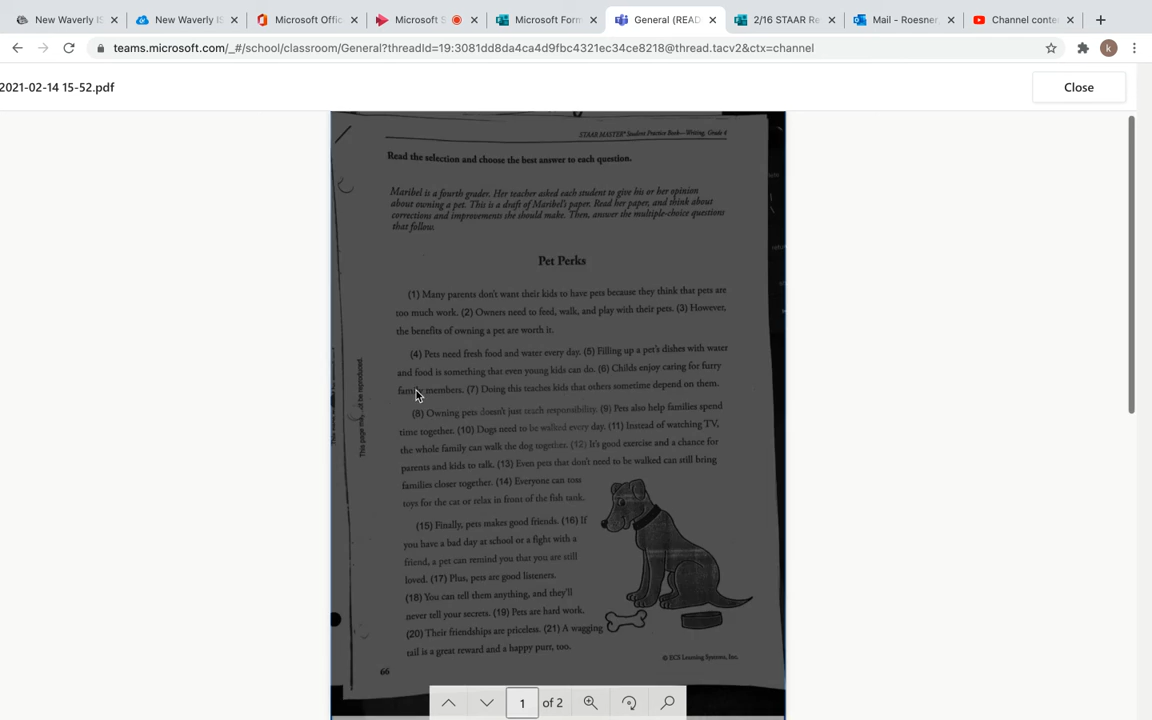 New Waverly IS
New Waverly IS
Microsoft Offic
Microsoft S
Microsoft Form
General (READ
2/16 STAAR Re
Mail - Roesner
Channel conte
teams.microsoft.com/_#/school/classroom/General?threadId=19:3081dd8da4ca4d9fbc4321ec34ce8218@thread.tacv2&ctx=channel
k
2021-02-14 15-52.pdf
Close
STAAR MASTER® Student Practice Book—Writing, Grade 4
Read the selection and choose the best answer to each question.
Maribel is a fourth grader. Her teacher asked each student to give his or her opinion
about owning a pet. This is a draft of Maribel's paper. Read her paper, and think about
corrections and improvements she should make. Then, answer the multiple-choice questions
that follow.
Pet Perks
(1) Many parents don't want their kids to have pets because they think that pets are
too much work. (2) Owners need to feed, walk, and play with their pets. (3) However,
the benefits of owning a pet are worth it.
(4) Pets need fresh food and water every day. (5) Filling up a pet's dishes with water
and food is something that even young kids can do. (6) Childs enjoy caring for furry
family members. (7) Doing this teaches kids that others sometime depend on them.
(8) Owning pets doesn't just teach responsibility. (9) Pets also help families spend
time together. (10) Dogs need to be walked every day. (11) Instead of watching TV,
the whole family can walk the dog together. (12) It's good exercise and a chance for
parents and kids to talk. (13) Even pets that don't need to be walked can still bring
families closer together. (14) Everyone can toss
toys for the cat or relax in front of the fish tank.
(15) Finally, pets makes good friends. (16) If
you have a bad day at school or a fight with a
friend, a pet can remind you that you are still
loved. (17) Plus, pets are good listeners.
(18) You can tell them anything, and they'll
never tell your secrets. (19) Pets are hard work.
(20) Their friendships are priceless. (21) A wagging
tail is a great reward and a happy purr, too.
This page may be reproduced.
66
© ECS Learning Systems, Inc.
1 of 2